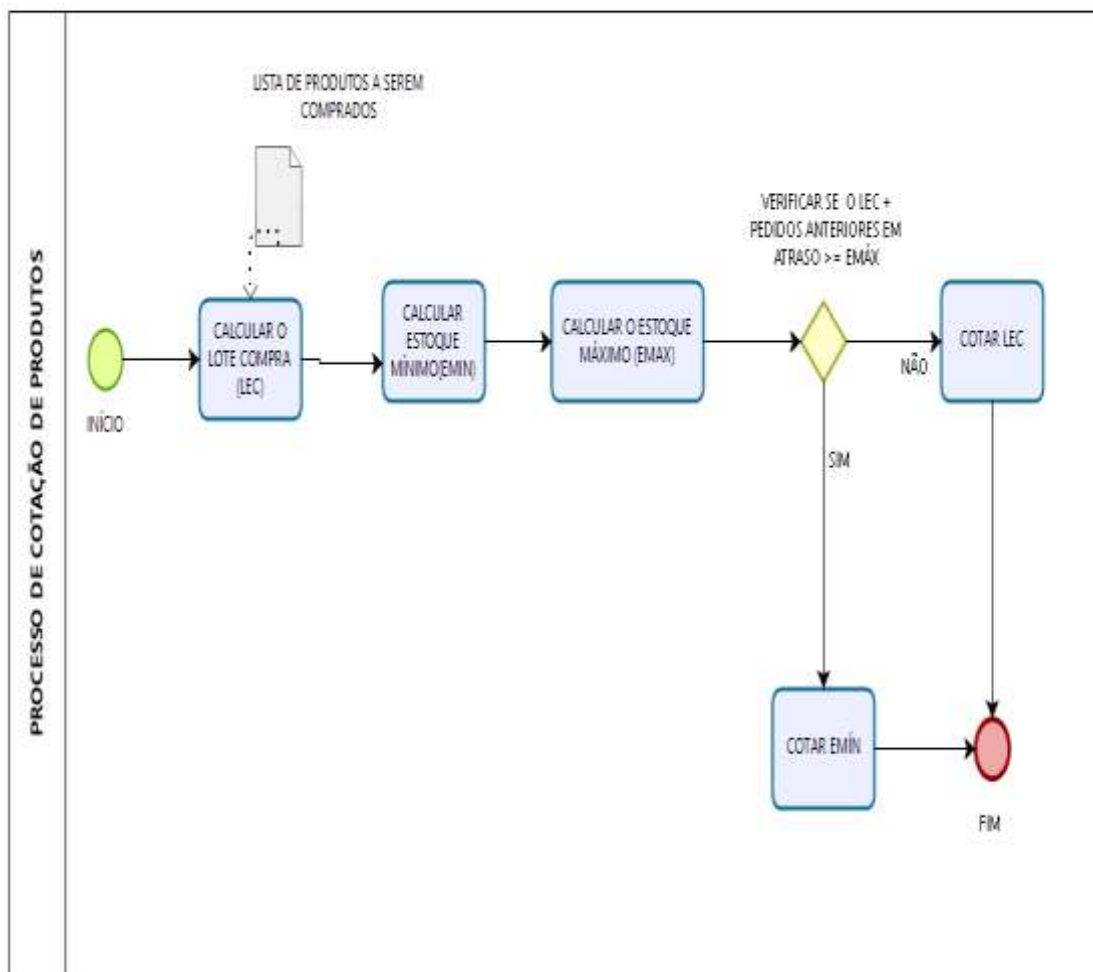 PROCESSO DE COTAÇÃO DE PRODUTOS
LISTA DE PRODUTOS A SEREM
COMPRADOS
INÍCIO
CALCULAR O
LOTE COMPRA
(LEC)
CALCULAR
ESTOQUE
MÍNIMO(EMIN)
CALCULAR O ESTOQUE
MÁXIMO (EMAX)
VERIFICAR SE O LEC +
PEDIDOS ANTERIORES EM
ATRASO >= EMÁX
NÃO
COTAR LEC
SIM
COTAR EMÍN
FIM